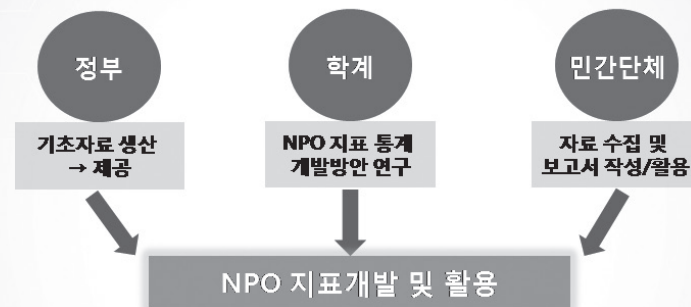 정부
학계
민간단체
기초자료 생산
→ 제공
NPO 지표 통계
개발방안 연구
자료 수집 및
보고서 작성/활용
NPO 지표개발 및 활용